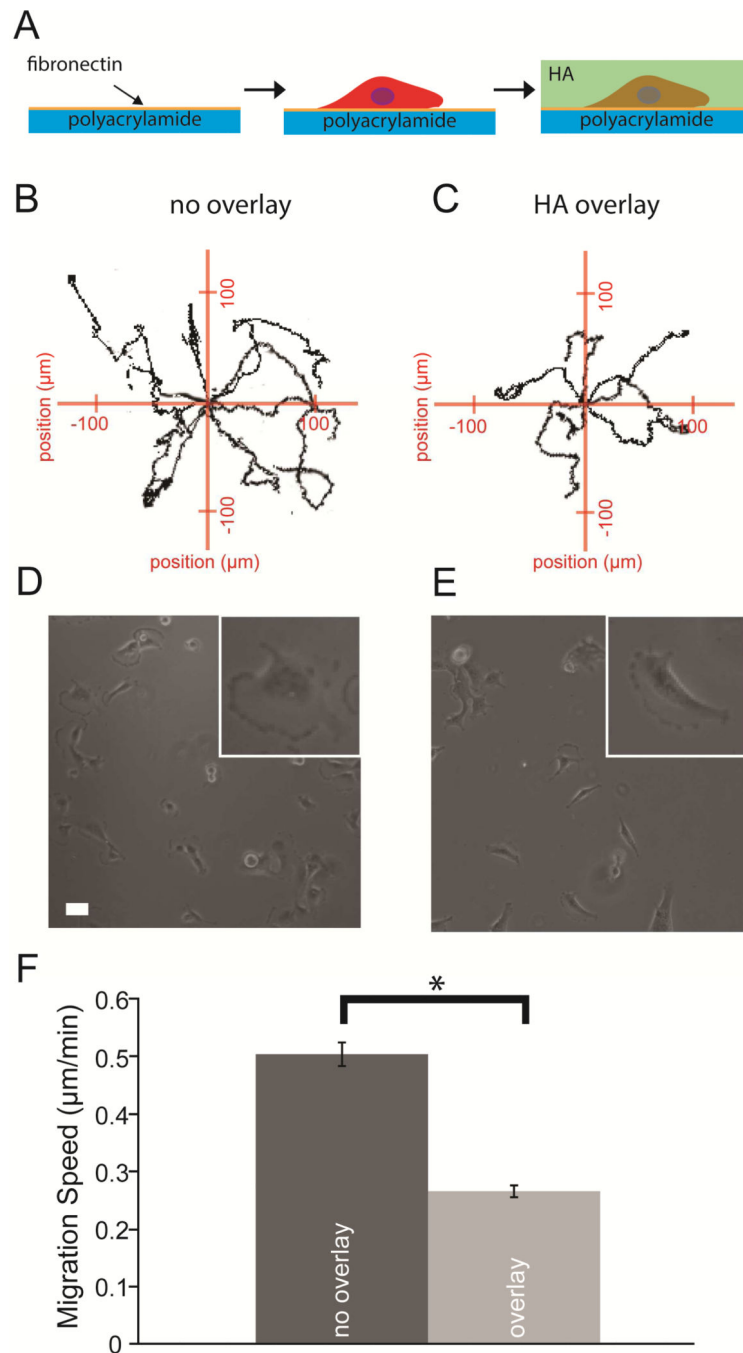 A
fibronectin
polyacrylamide
polyacrylamide
HA
polyacrylamide
B
no overlay
C
HA overlay
position (µm)
100
-100
100
-100
position (µm)
position (µm)
100
-100
100
-100
position (µm)
D
E
F
Migration Speed (µm/min)
0.6
0.5
0.4
0.3
0.2
0.1
0
*
no overlay
overlay